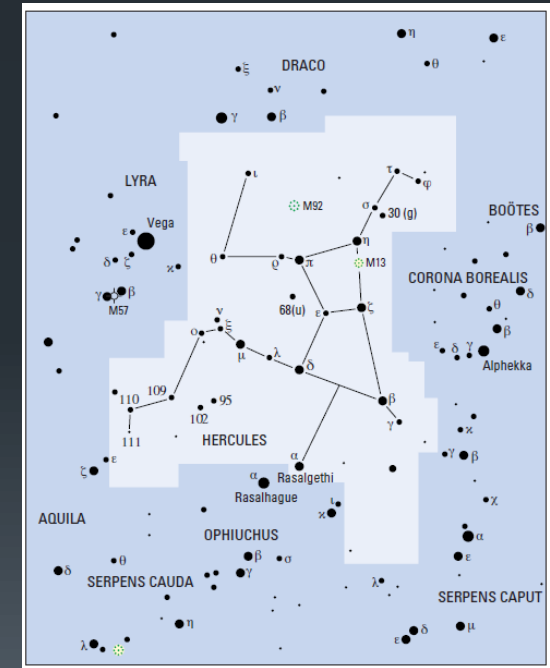 η
ε
DRACO
ξ
θ
ν
γ
β
ι
τ
φ
LYRA
M92
σ
30 (g)
BOÖTES
Vega
β
ε
η
δ
ζ
θ
ϱ
π
M13
κ
CORONA BOREALIS
γ
β
δ
M57
68(u)
ζ
θ
ν
ε
ο
ξ
β
μ
λ
ε
δ
γ
δ
Alphekka
110
109
95
β
102
γ
111
κ
HERCULES
ε
α
γ
β
ζ
α
Rasalgethi
Rasalhague
χ
ι
κ
AQUILA
OPHIUCHUS
α
β
σ
ε
θ
δ
γ
SERPENS CAUDA
λ
SERPENS CAPUT
η
δ
μ
λ
ε